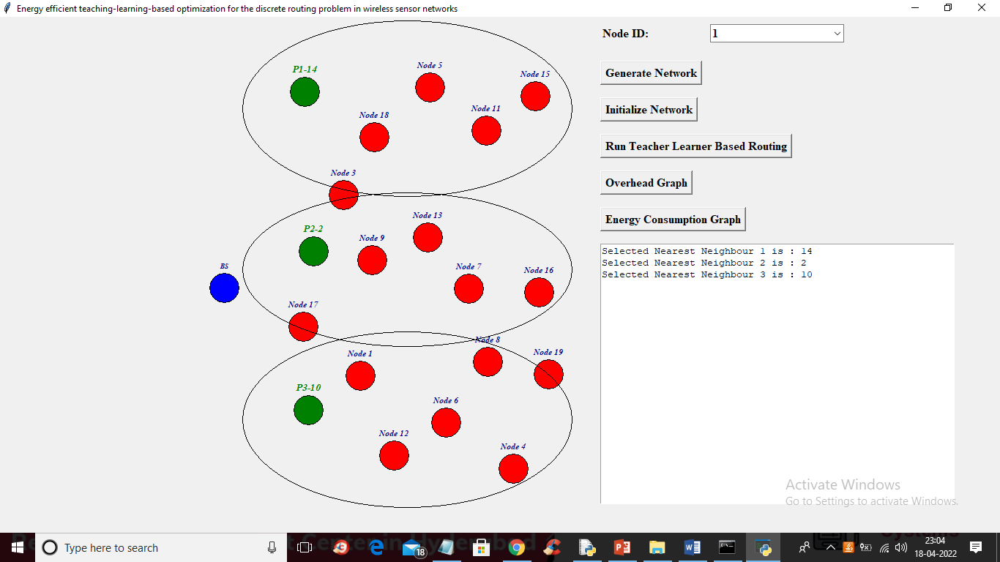 Energy efficient teaching-learning-based optimization for the discrete routing problem in wireless sensor networks
Node ID:
1
Generate Network
Initialize Network
Run Teacher Learner Based Routing
Overhead Graph
Energy Consumption Graph
Selected Nearest Neighbour 1 is : 14
Selected Nearest Neighbour 2 is : 2
Selected Nearest Neighbour 3 is : 10
P1-14
Node 5
Node 15
Node 18
Node 11
Node 3
Node 13
P2-2
Node 9
BS
Node 7
Node 16
Node 17
Node 8
Node 1
Node 19
P3-10
Node 6
Node 12
Node 4
Activate Windows
Go to Settings to activate Windows.
Type here to search
18
23:04
18-04-2022